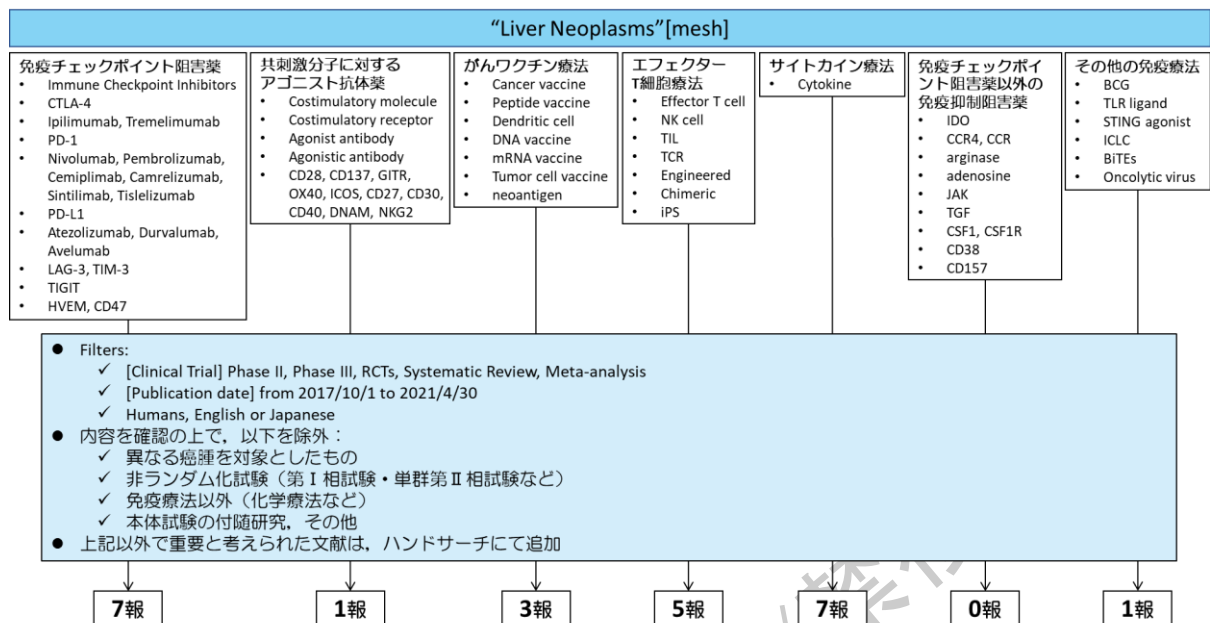 “Liver Neoplasms”[mesh]
免疫チェックポイント阻害薬
• Immune Checkpoint Inhibitors
• CTLA-4
• Ipilimumab, Tremelimumab
• PD-1
• Nivolumab, Pembrolizumab,
Cemiplimab, Camrelizumab,
Sintilimab, Tislelizumab
• PD-L1
• Atezolizumab, Durvalumab,
Avelumab
• LAG-3, TIM-3
• TIGIT
• HVEM, CD47
共刺激分子に対する
アゴニスト抗体薬
• Costimulatory molecule
• Costimulatory receptor
• Agonist antibody
• Agonistic antibody
• CD28, CD137, GITR,
OX40, ICOS, CD27, CD30,
CD40, DNAM, NKG2
がんワクチン療法
• Cancer vaccine
• Peptide vaccine
• Dendritic cell
• DNA vaccine
• mRNA vaccine
• Tumor cell vaccine
• neoantigen
エフェクター
T細胞療法
• Effector T cell
• NK cell
• TIL
• TCR
• Engineered
• Chimeric
• iPS
サイトカイン療法
• Cytokine
免疫チェックポイ
ント阻害薬以外の
免疫抑制阻害薬
• IDO
• CCR4, CCR
• arginase
• adenosine
• JAK
• TGF
• CSF1, CSF1R
• CD38
• CD157
その他の免疫療法
• BCG
• TLR ligand
• STING agonist
• ICLC
• BiTEs
• Oncolytic virus
● Filters:
✓ [Clinical Trial] Phase II, Phase III, RCTs, Systematic Review, Meta-analysis
✓ [Publication date] from 2017/10/1 to 2021/4/30
✓ Humans, English or Japanese
● 内容を確認の上で，以下を除外：
✓ 異なる癌腫を対象としたもの
✓ 非ランダム化試験（第Ⅰ相試験・単群第Ⅱ相試験など）
✓ 免疫療法以外（化学療法など）
✓ 本体試験の付随研究，その他
● 上記以外で重要と考えられた文献は，ハンドサーチにて追加
7報
1報
3報
5報
7報
0報
1報